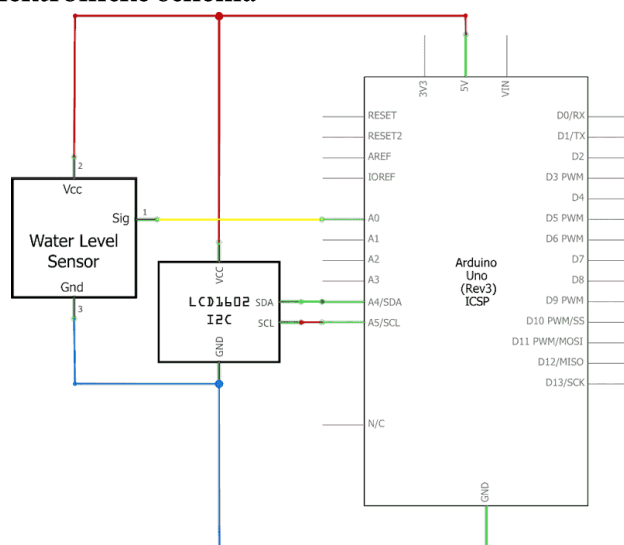 2
Vcc
Sig
1
Water Level
Sensor
Gnd
3
VCC
LCD1602
I2C
SDA
SCL
GND
3V3
5V
VIN
RESET
RESET2
AREF
IOREF
A0
A1
A2
A3
A4/SDA
A5/SCL
N/C
Arduino
Uno
(Rev3)
ICSP
D0/RX
D1/TX
D2
D3 PWM
D4
D5 PWM
D6 PWM
D7
D8
D9 PWM
D10 PWM/SS
D11 PWM/MOSI
D12/MISO
D13/SCK
GND